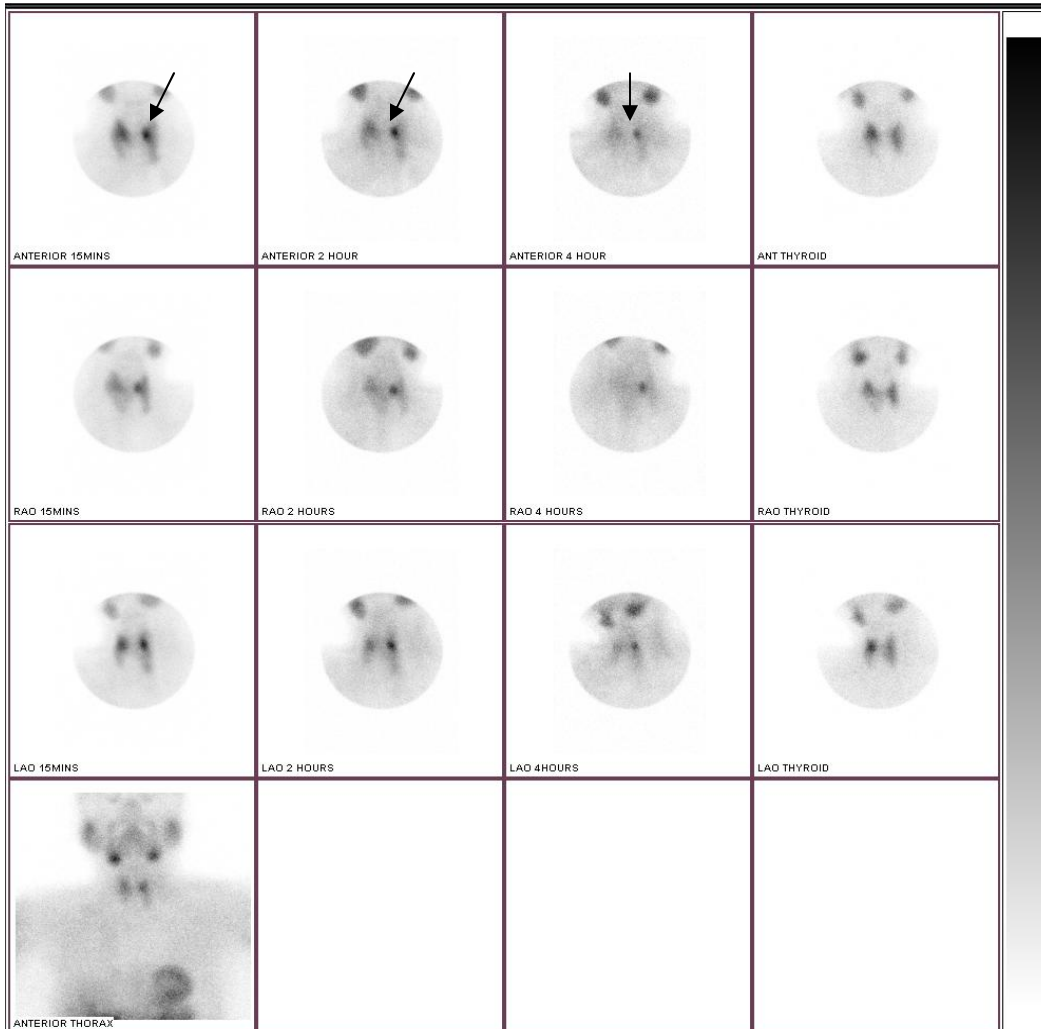 ANTERIOR 15MINS
ANTERIOR 2 HOUR
ANTERIOR 4 HOUR
ANT THYROID
RAO 15MINS
RAO 2 HOURS
RAO 4 HOURS
RAO THYROID
LAO 15MINS
LAO 2 HOURS
LAO 4HOURS
LAO THYROID
ANTERIOR THORAX